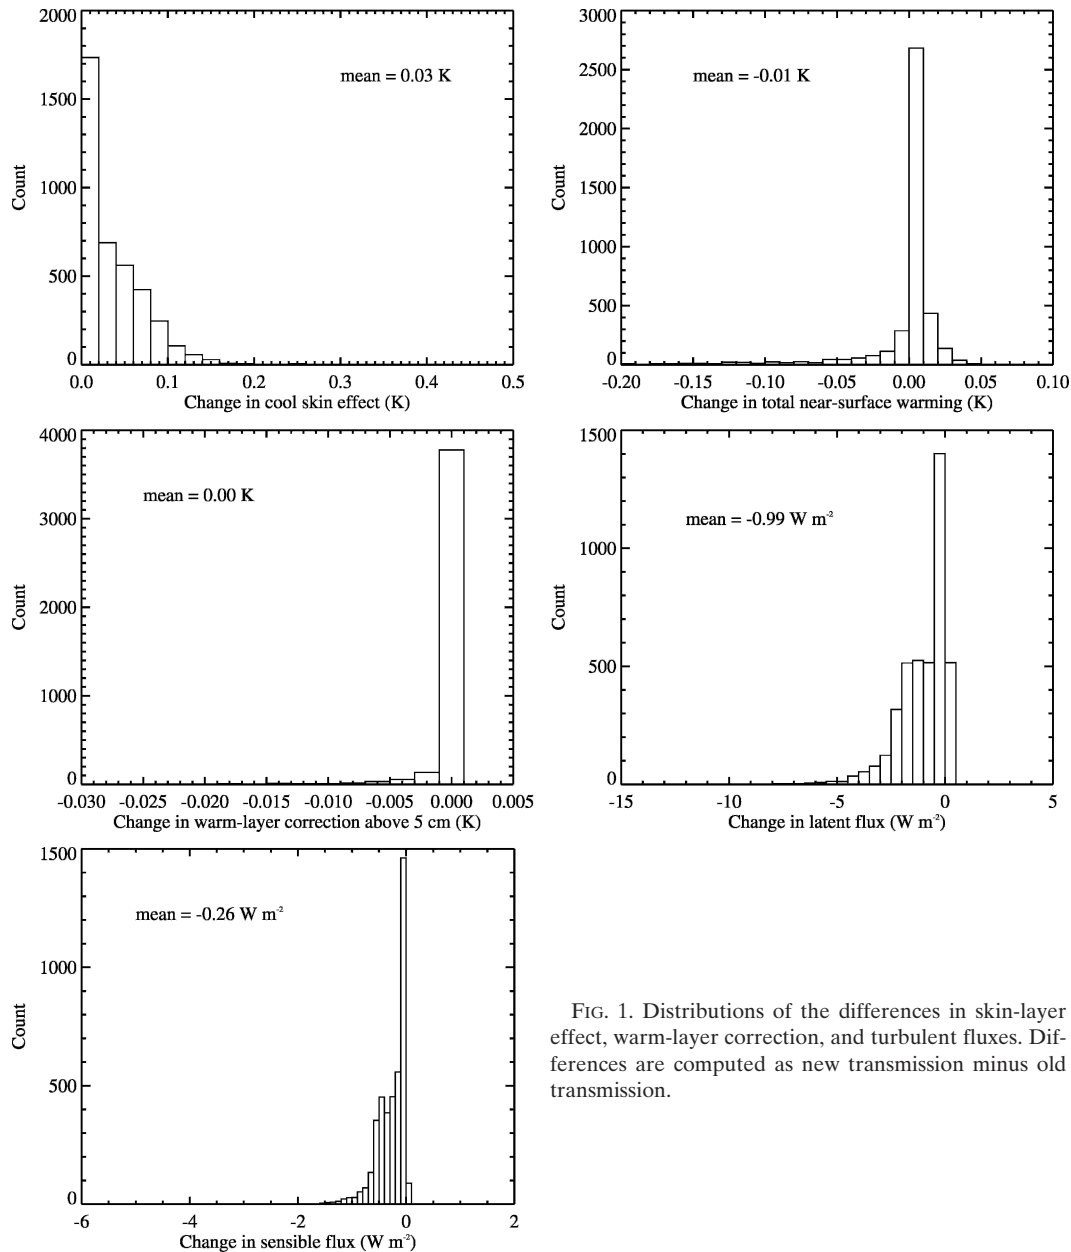 2000
1500
1000
500
0
Count
mean = 0.03 K
0.0 0.1 0.2 0.3 0.4 0.5
Change in cool skin effect (K)
3000
2500
2000
1500
1000
500
0
Count
mean = -0.01 K
-0.20 -0.15 -0.10 -0.05 0.00 0.05 0.10
Change in total near-surface warming (K)
4000
3000
2000
1000
0
Count
mean = 0.00 K
-0.030 -0.025 -0.020 -0.015 -0.010 -0.005 0.000 0.005
Change in warm-layer correction above 5 cm (K)
1500
1000
500
0
Count
mean = -0.99 W m-2
-15 -10 -5 0 5
Change in latent flux (W m-2)
1500
1000
500
0
Count
mean = -0.26 W m-2
-6 -4 -2 0 2
Change in sensible flux (W m-2)
FIG. 1. Distributions of the differences in skin-layer
effect, warm-layer correction, and turbulent fluxes. Dif-
ferences are computed as new transmission minus old
transmission.